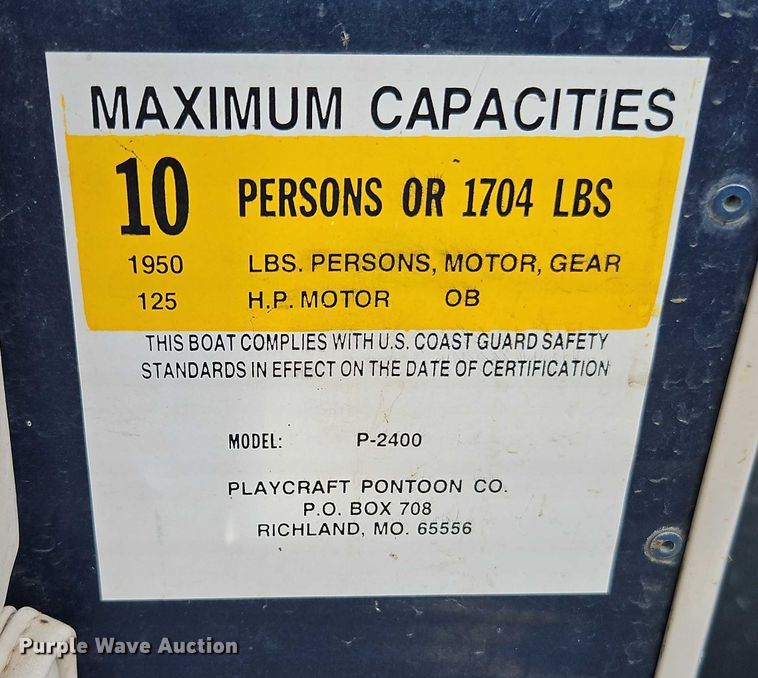 MAXIMUM CAPACITIES
10 PERSONS OR 1704 LBS
1950 LBS. PERSONS, MOTOR, GEAR
125 H.P. MOTOR OB
THIS BOAT COMPLIES WITH U.S. COAST GUARD SAFETY
STANDARDS IN EFFECT ON THE DATE OF CERTIFICATION
MODEL: P-2400
PLAYCRAFT PONTOON CO.
P.O. BOX 708
RICHLAND, MO. 65556
Purple Wave Auction